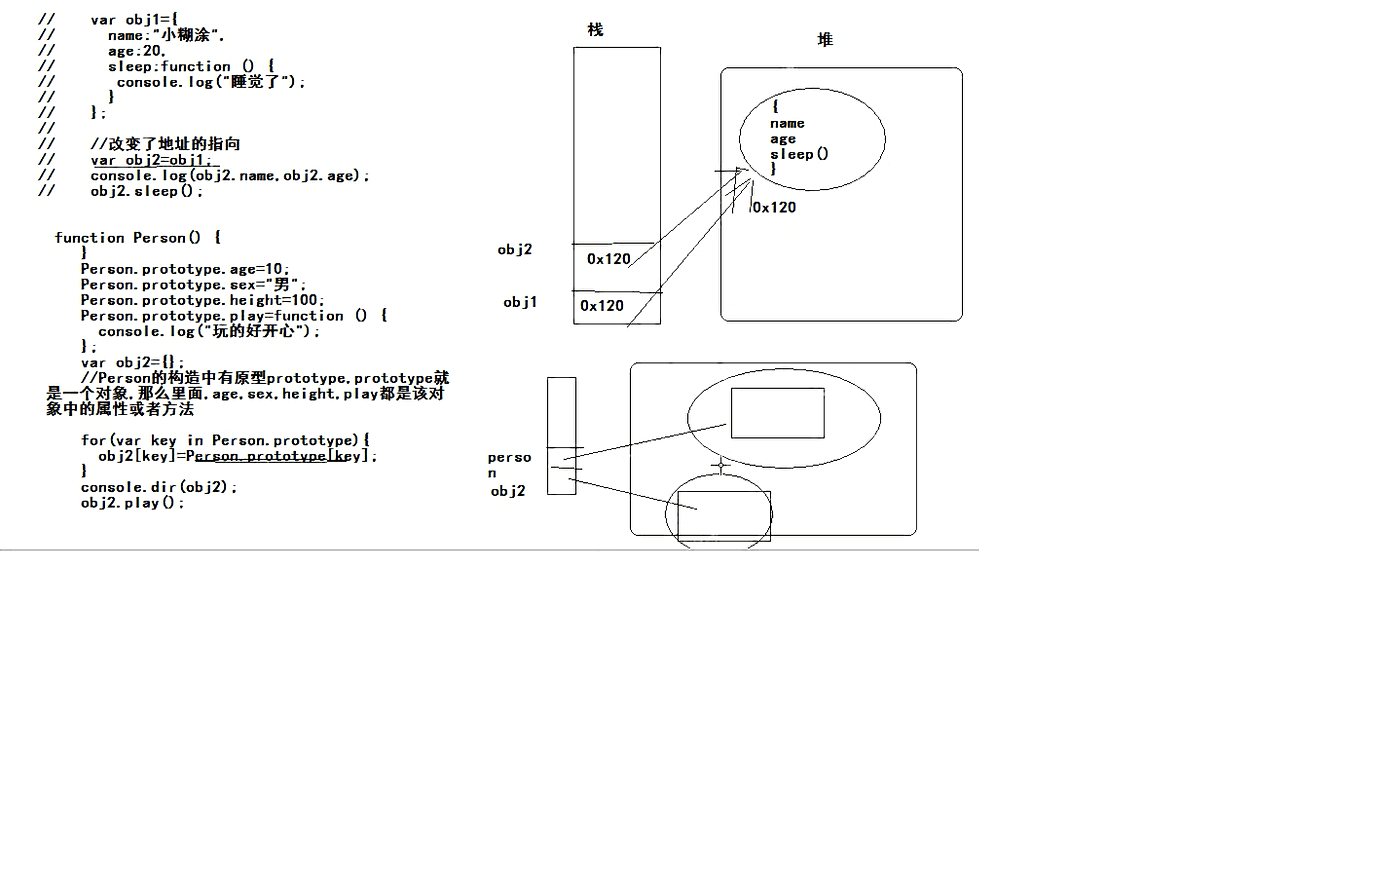 //    var obj1={
//      name:"小糊涂",
//      age:20,
//      sleep:function () {
//       console.log("睡觉了");
//      }
//    };
//
//    //改变了地址的指向
//    var obj2=obj1;
//    console.log(obj2.name,obj2.age);
//    obj2.sleep();
function Person() {
   }
   Person.prototype.age=10;
   Person.prototype.sex="男";
   Person.prototype.height=100;
   Person.prototype.play=function () {
     console.log("玩的好开心");
   };
   var obj2={};
   //Person的构造中有原型prototype,prototype就
是一个对象,那么里面,age,sex,height,play都是该对
象中的属性或者方法
   for(var key in Person.prototype){
     obj2[key]=Person.prototype[key];
   }
   console.dir(obj2);
   obj2.play();
栈
堆
{
name
age
sleep()
}
0x120
obj2
0x120
obj1
0x120
perso
n
obj2